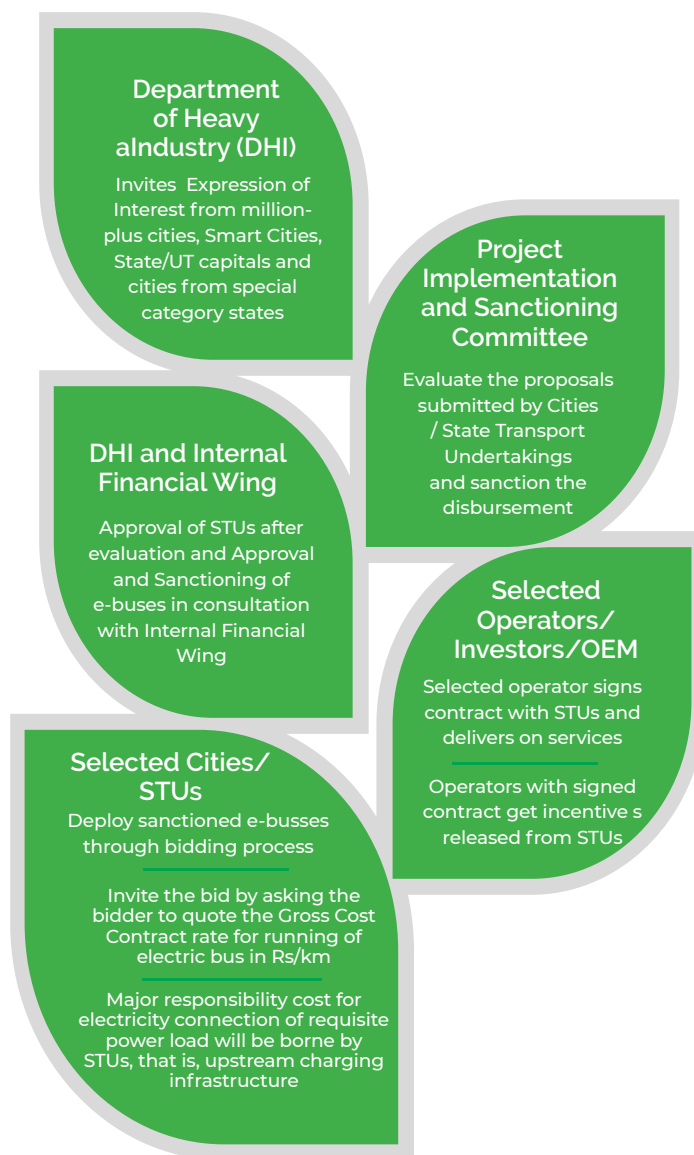 Department
of Heavy
aIndustry (DHI)
Invites Expression of
Interest from million-
plus cities, Smart Cities,
State/UT capitals and
cities from special
category states
Project
Implementation
and Sanctioning
Committee
Evaluate the proposals
submitted by Cities
/ State Transport
Undertakings
and sanction the
disbursement
DHI and Internal
Financial Wing
Approval of STUs after
evaluation and Approval
and Sanctioning of
e-buses in consultation
with Internal Financial
Wing
Selected
Operators/
Investors/OEM
Selected operator signs
contract with STUs and
delivers on services
Operators with signed
contract get incentive s
released from STUs
Selected Cities/
STUs
Deploy sanctioned e-busses
through bidding process
Invite the bid by asking the
bidder to quote the Gross Cost
Contract rate for running of
electric bus in Rs/km
Major responsibility cost for
electricity connection of requisite
power load will be borne by
STUs, that is, upstream charging
infrastructure